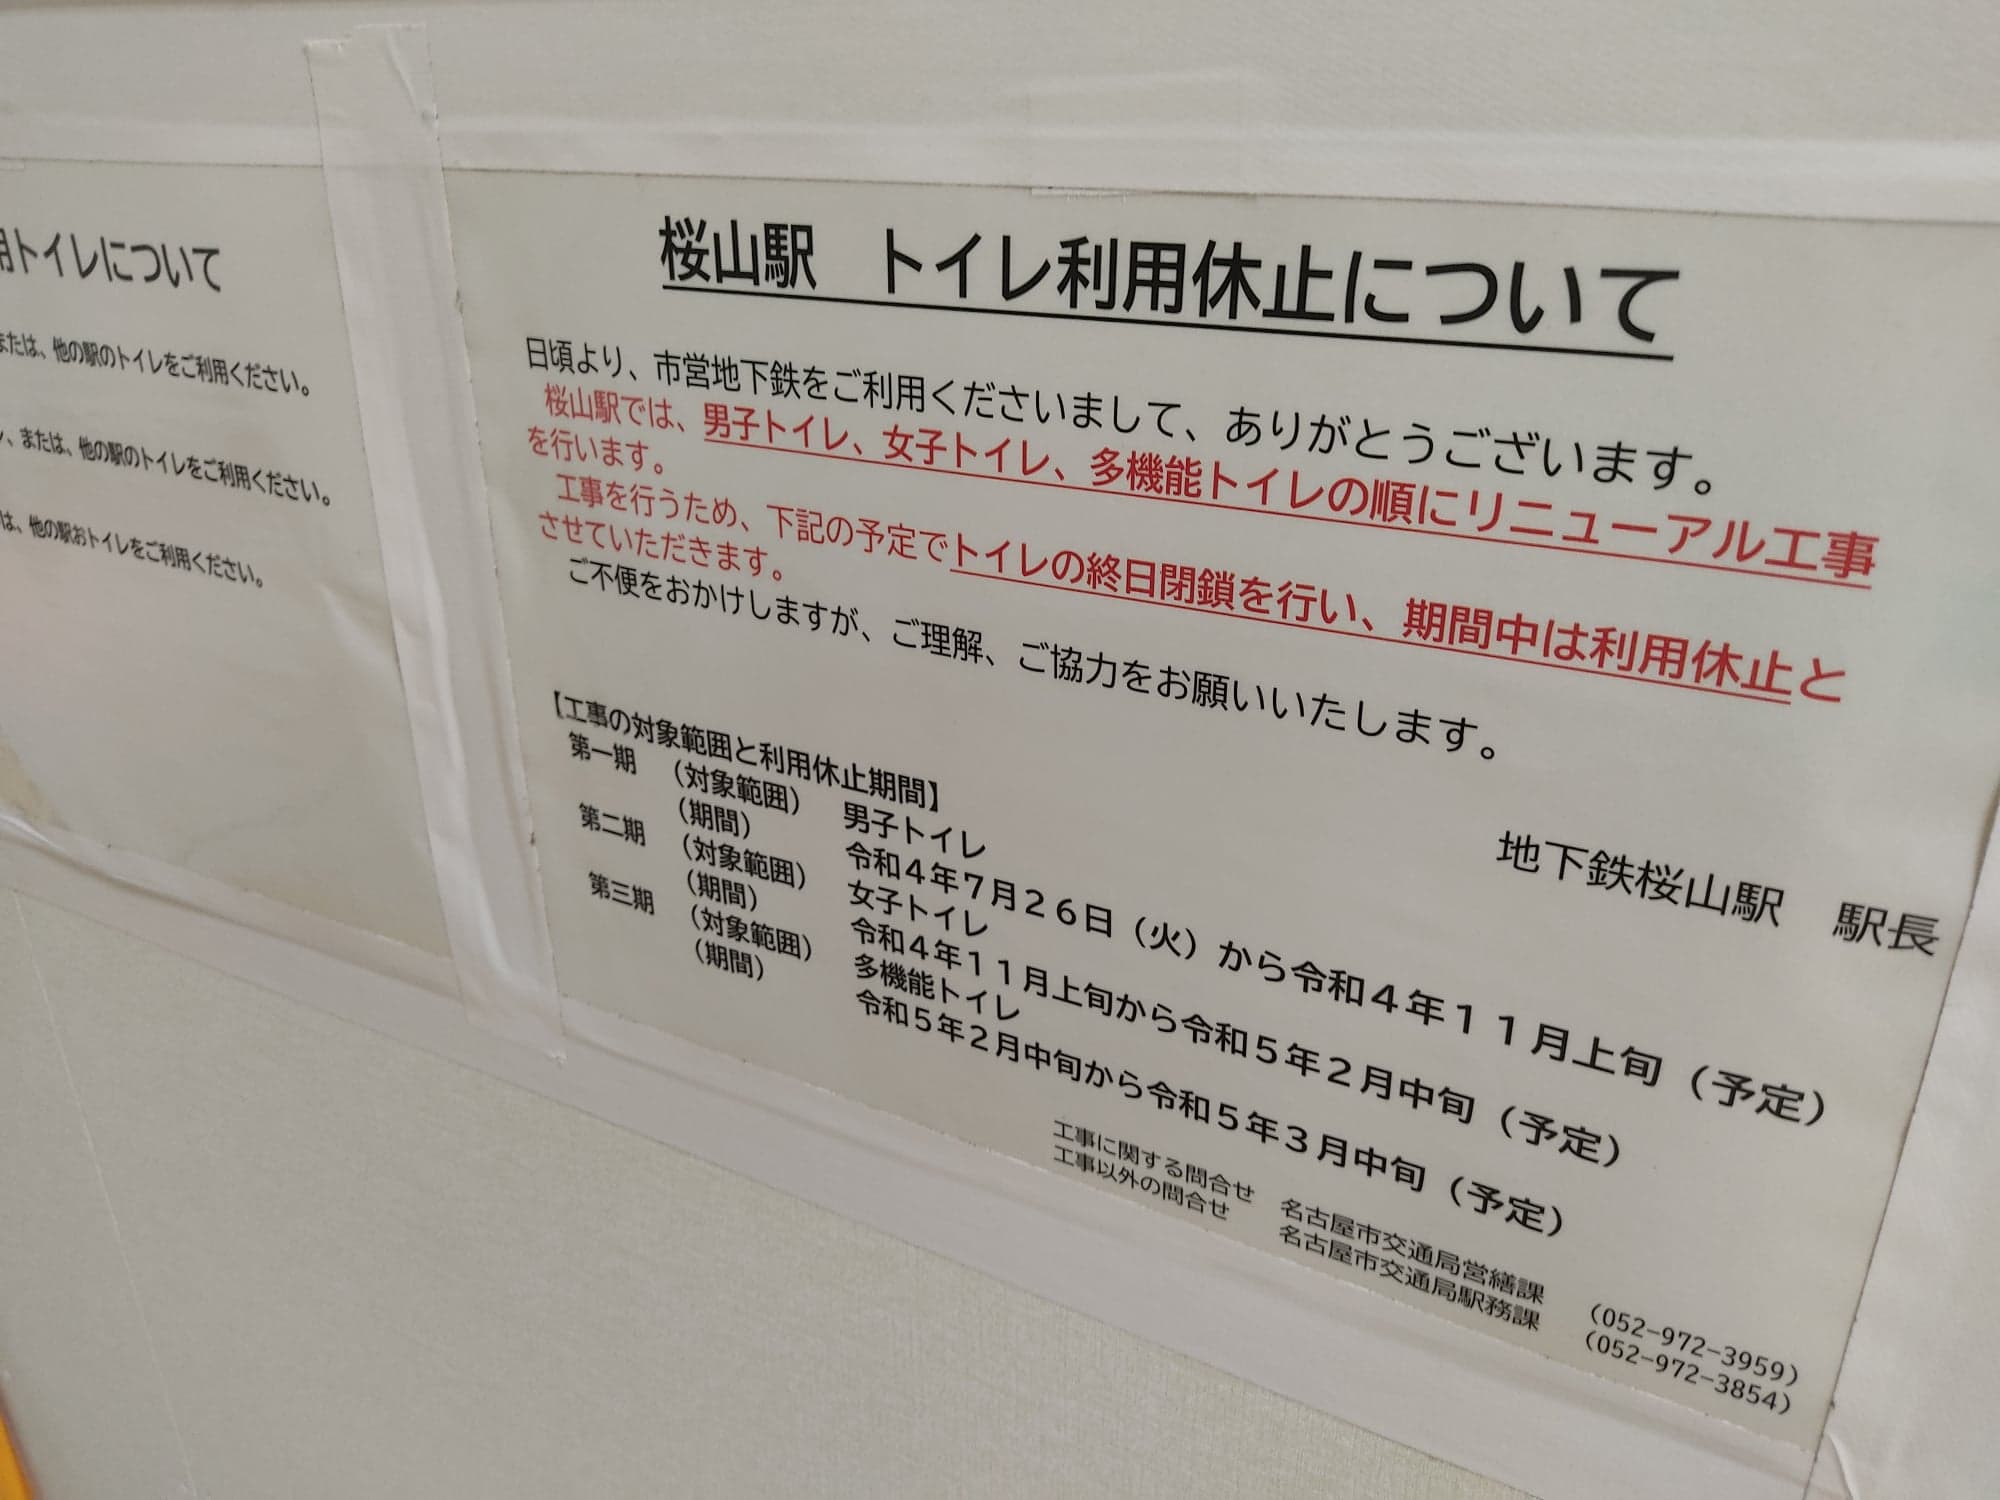 用トイレについて
または、他の駅のトイレをご利用ください。
、または、他の駅のトイレをご利用ください。
は、他の駅おトイレをご利用ください。
桜山駅　トイレ利用休止について
日頃より、市営地下鉄をご利用くださいまして、ありがとうございます。
桜山駅では、男子トイレ、女子トイレ、多機能トイレの順にリニューアル工事
を行います。
工事を行うため、下記の予定でトイレの終日閉鎖を行い、期間中は利用休止と
させていただきます。
ご不便をおかけしますが、ご理解、ご協力をお願いいたします。
地下鉄桜山駅　駅長
【工事の対象範囲と利用休止期間】
第一期　（対象範囲）　男子トイレ
（期間）　令和４年７月２６日（火）から令和４年１１月上旬（予定）
第二期　（対象範囲）　女子トイレ
（期間）　令和４年１１月上旬から令和５年２月中旬（予定）
第三期　（対象範囲）　多機能トイレ
（期間）　令和５年２月中旬から令和５年３月中旬（予定）
工事に関する問合せ　名古屋市交通局営繕課　（052-972-3959）
工事以外の問合せ　名古屋市交通局駅務課　（052-972-3854）